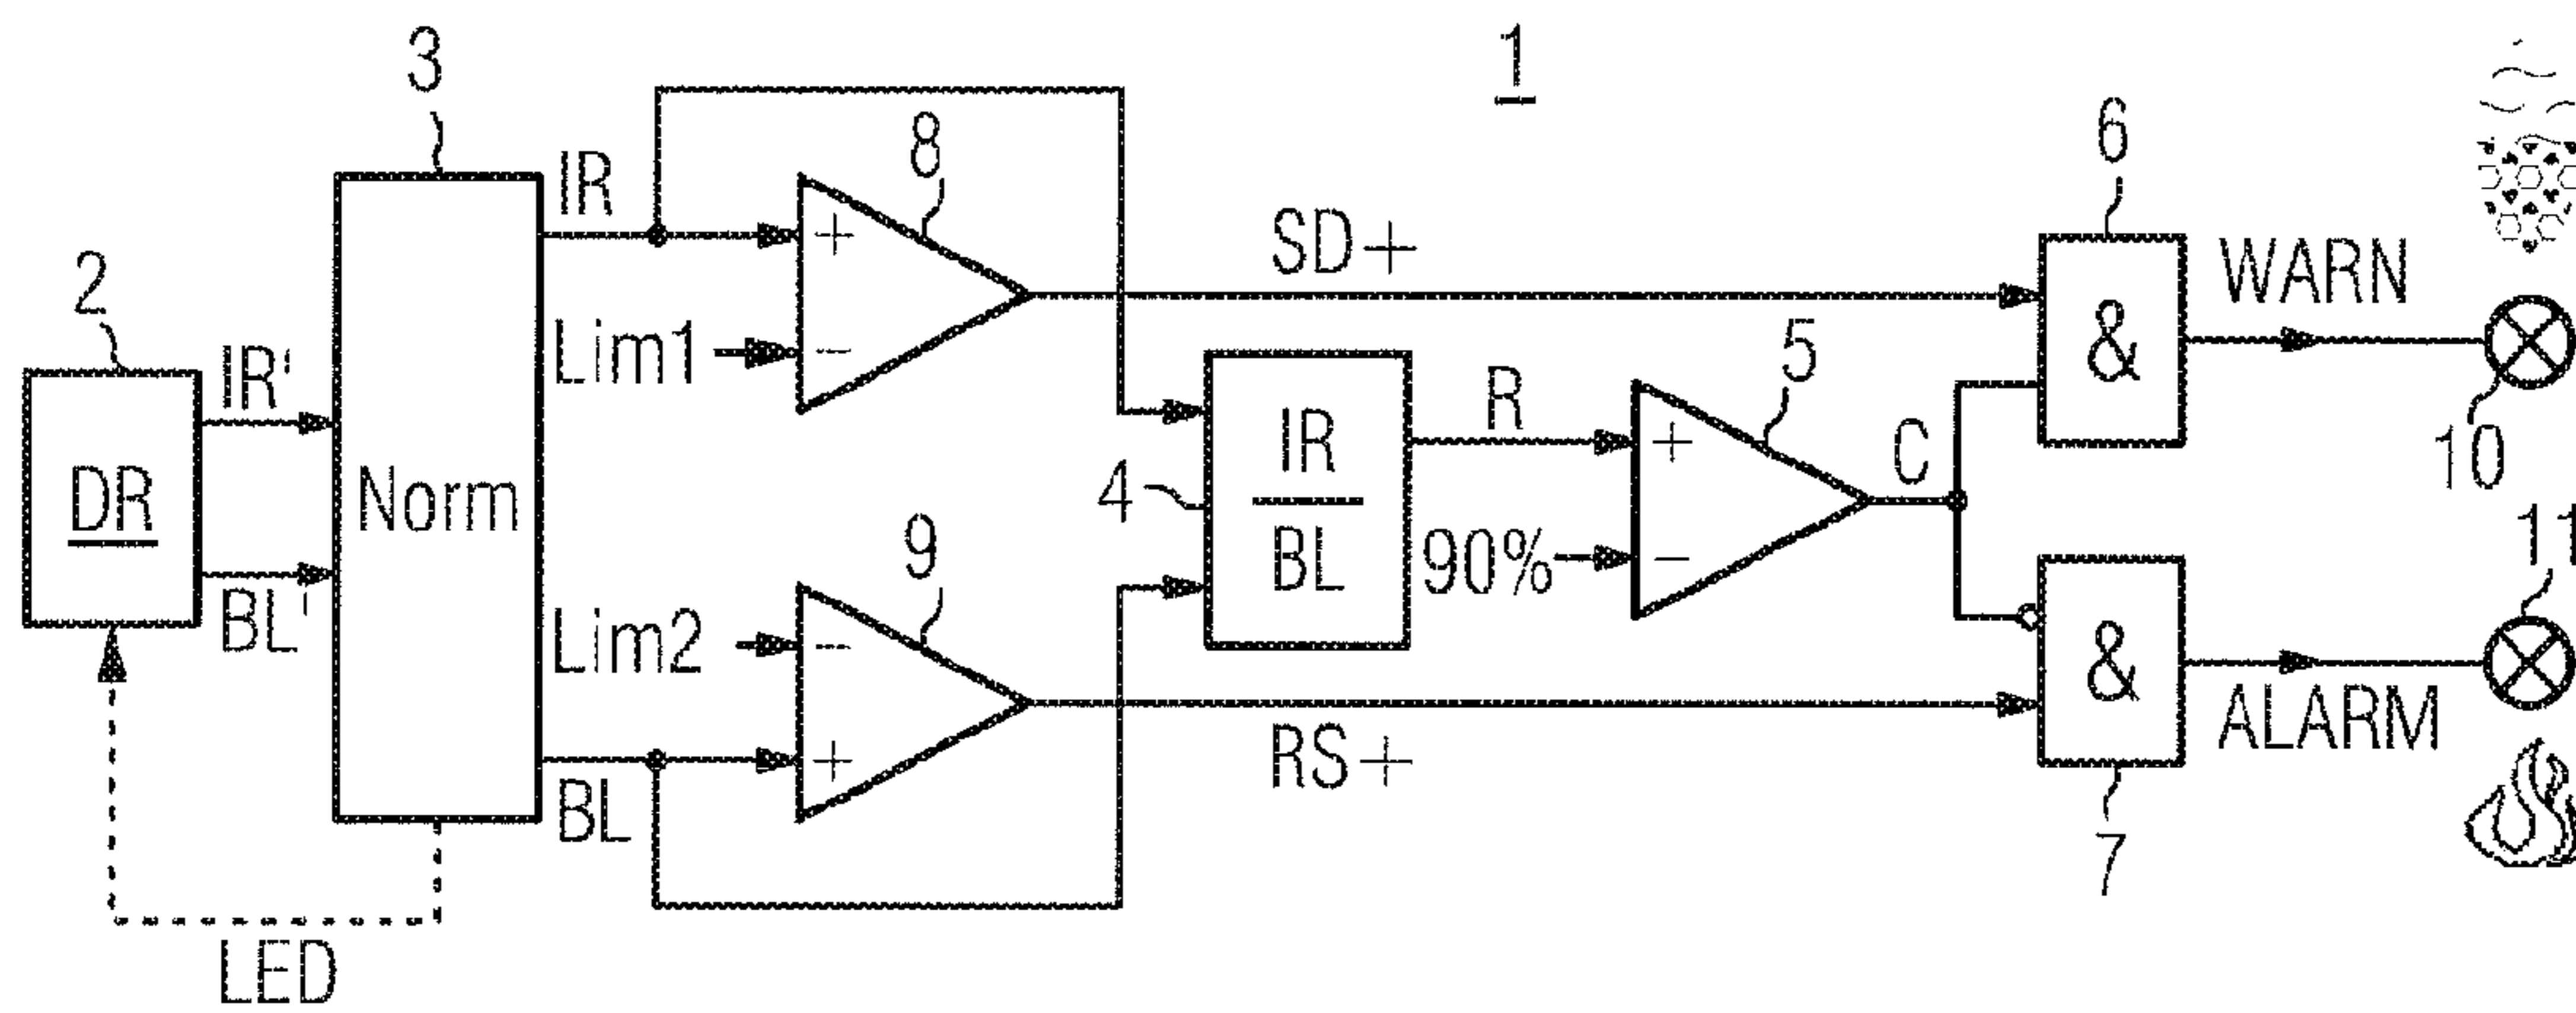 1
3
IR
8
6
SD+
WARN
2
IR'
Lim1
&
5
DR
Norm
IR
BL
4
R
+
-
C
90%
10
BL'
Lim2
9
11
&
BL
RS+
ALARM
7
LED
+
-
-
+